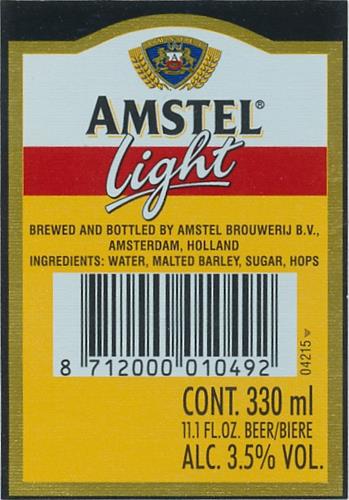 AMSTEL
AMSTEL®
Light
BREWED AND BOTTLED BY AMSTEL BROUWERIJ B.V.,
AMSTERDAM, HOLLAND
INGREDIENTS: WATER, MALTED BARLEY, SUGAR, HOPS
8 712000 010492
04215
CONT. 330 ml
11.1 FL.OZ. BEER/BIERE
ALC. 3.5% VOL.